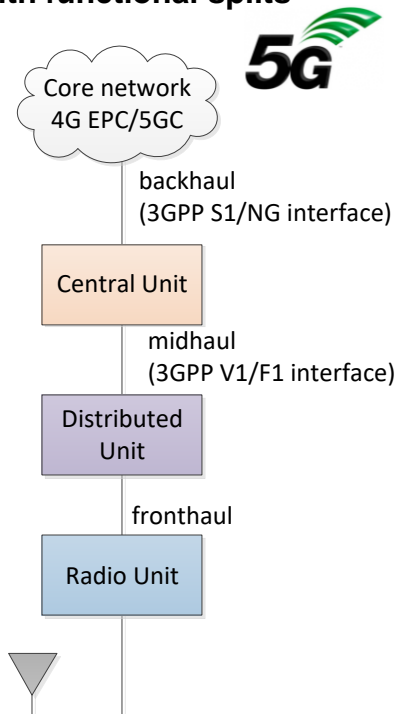 th functional splits
5G
Core network
4G EPC/5GC
backhaul
(3GPP S1/NG interface)
Central Unit
midhaul
(3GPP V1/F1 interface)
Distributed
Unit
fronthaul
Radio Unit